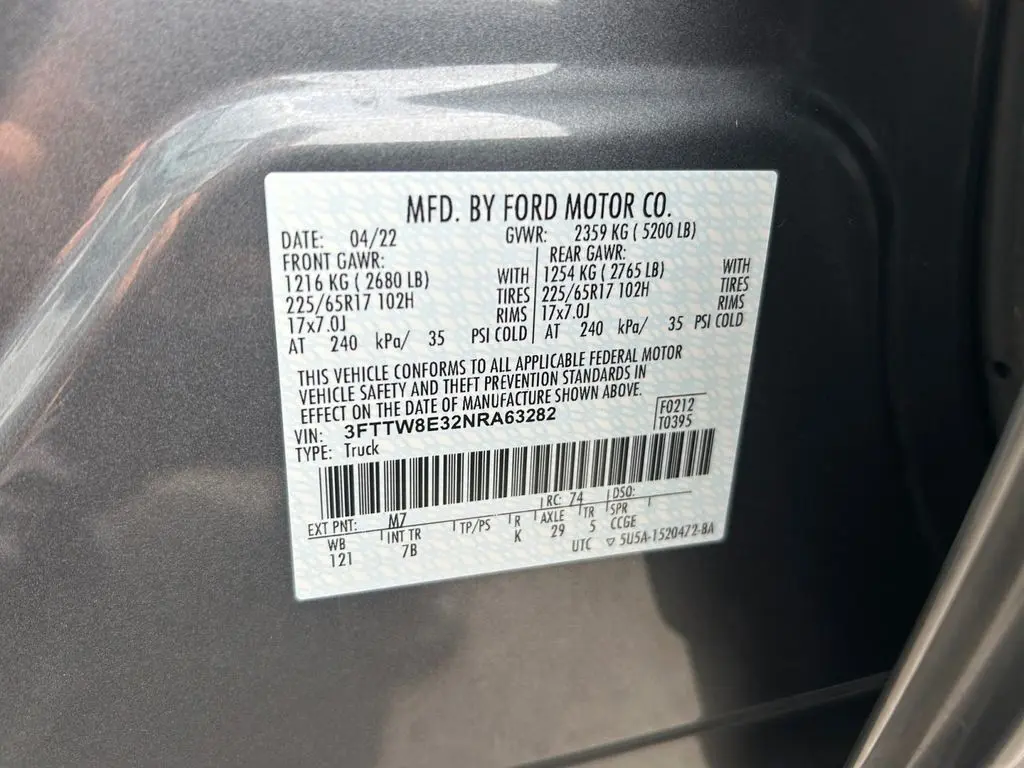 MFD. BY FORD MOTOR CO.
DATE: 04/22 GVWR: 2359 KG ( 5200 LB)
FRONT GAWR: REAR GAWR:
1216 KG ( 2680 LB) WITH 1254 KG ( 2765 LB) WITH
225/65R17 102H TIRES 225/65R17 102H TIRES
17x7.0J RIMS 17x7.0J RIMS
AT 240 kPa/ 35 PSI COLD AT 240 kPa/ 35 PSI COLD
THIS VEHICLE CONFORMS TO ALL APPLICABLE FEDERAL MOTOR
VEHICLE SAFETY AND THEFT PREVENTION STANDARDS IN
EFFECT ON THE DATE OF MANUFACTURE SHOWN ABOVE.
VIN: 3FTTW8E32NRA63282 F0212
TYPE: Truck T0395
EXT PNT: M7 RC: 74 DSO:
WB INT TR TP/PS R AXLE TR SPR
121 7B K 29 5 CCGE
UTC ▽ 5U5A-1520472-BA